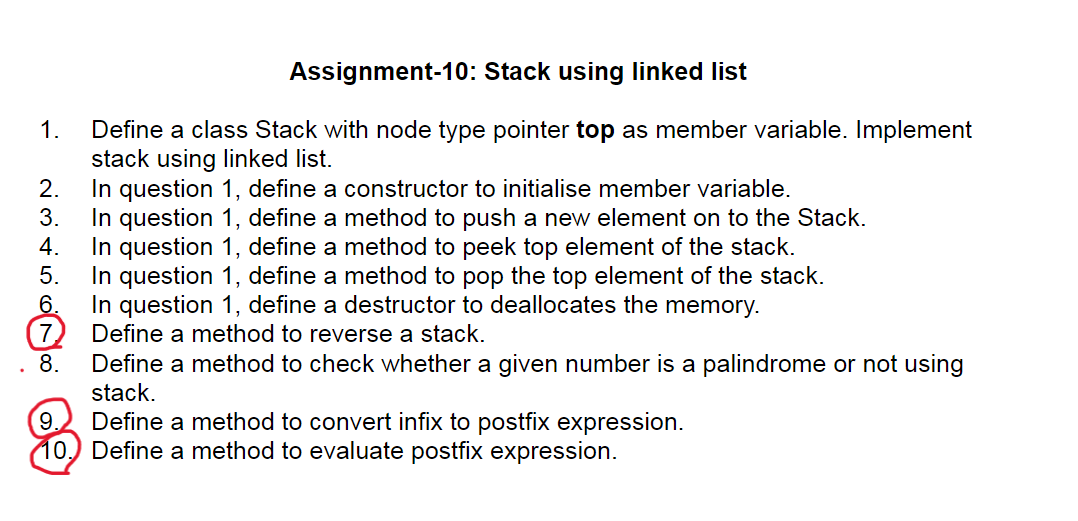 Assignment-10: Stack using linked list
1. Define a class Stack with node type pointer top as member variable. Implement
stack using linked list.
2. In question 1, define a constructor to initialise member variable.
3. In question 1, define a method to push a new element on to the Stack.
4. In question 1, define a method to peek top element of the stack.
5. In question 1, define a method to pop the top element of the stack.
6. In question 1, define a destructor to deallocates the memory.
7. Define a method to reverse a stack.
8. Define a method to check whether a given number is a palindrome or not using
stack.
9. Define a method to convert infix to postfix expression.
10. Define a method to evaluate postfix expression.